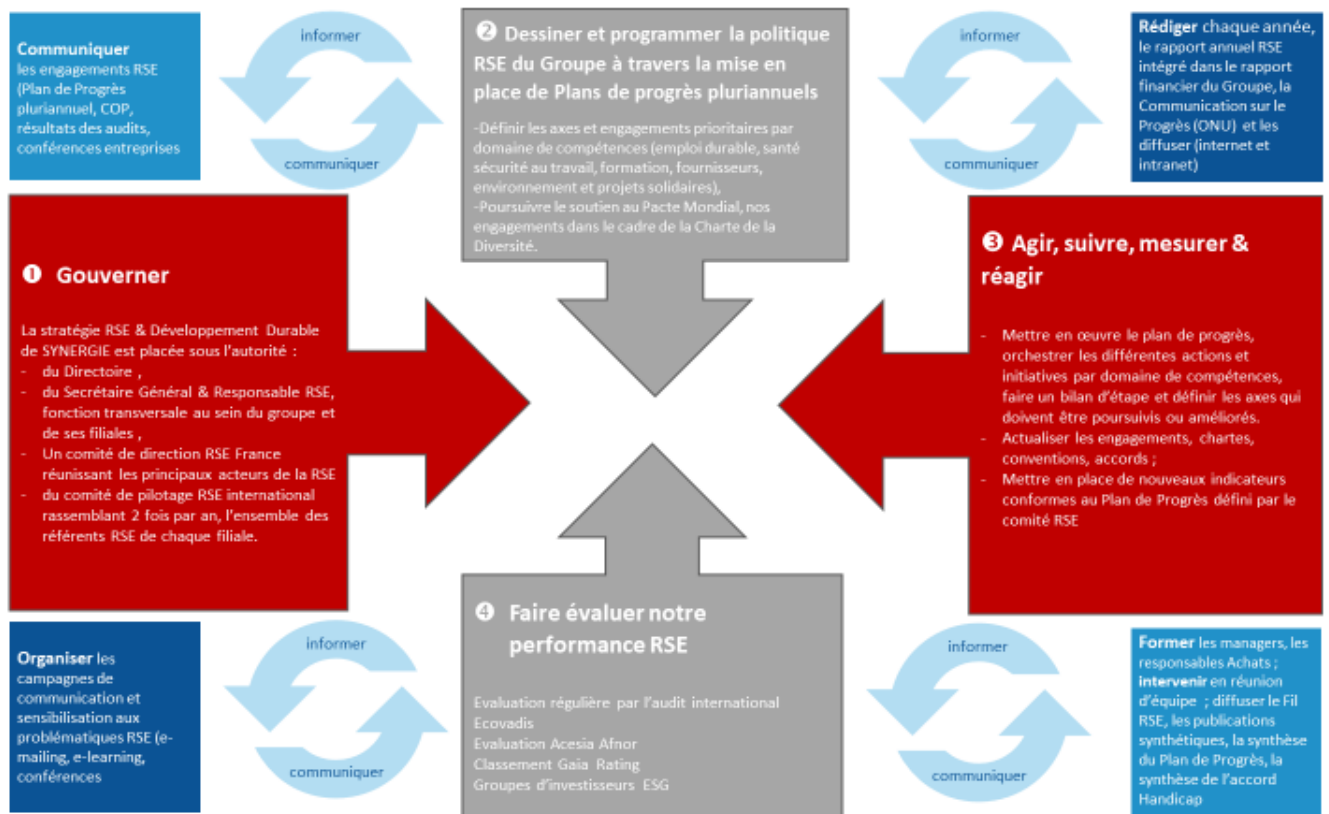 Communiquer
les engagements RSE
(Plan de Progrès
pluriannuel, COP,
résultats des audits,
conférences entreprises
informer
communiquer
❷ Dessiner et programmer la politique
RSE du Groupe à travers la mise en
place de Plans de progrès pluriannuels
-Définir les axes et engagements prioritaires par
domaine de compétences (emploi durable, santé
sécurité au travail, formation, fournisseurs,
environnement et projets solidaires),
-Poursuivre le soutien au Pacte Mondial, nos
engagements dans le cadre de la Charte de la
Diversité.
informer
communiquer
Rédiger chaque année,
le rapport annuel RSE
intégré dans le rapport
financier du Groupe, la
Communication sur le
Progrès (ONU) et les
diffuser (internet et
intranet)
❶ Gouverner
La stratégie RSE & Développement Durable
de SYNERGIE est placée sous l'autorité :
- du Directoire ,
- du Secrétaire Général & Responsable RSE,
fonction transversale au sein du groupe et
de ses filiales ,
- Un comité de direction RSE France
réunissant les principaux acteurs de la RSE
- du comité de pilotage RSE international
rassemblant 2 fois par an, l'ensemble des
référents RSE de chaque filiale.
❸ Agir, suivre, mesurer &
réagir
- Mettre en œuvre le plan de progrès,
orchestrer les différentes actions et
initiatives par domaine de compétences,
faire un bilan d'étape et définir les axes qui
doivent être poursuivis ou améliorés.
- Actualiser les engagements, chartes,
conventions, accords ;
- Mettre en place de nouveaux indicateurs
conformes au Plan de Progrès défini par le
comité RSE
❹ Faire évaluer notre
performance RSE
Evaluation régulière par l'audit international
Ecovadis
Evaluation Acesia Afnor
Classement Gaïa Rating
Groupes d'investisseurs ESG
Organiser les
campagnes de
communication et
sensibilisation aux
problématiques RSE (e-
mailing, e-learning,
conférences
informer
communiquer
informer
communiquer
Former les managers, les
responsables Achats ;
intervenir en réunion
d'équipe ; diffuser le Fil
RSE, les publications
synthétiques, la synthèse
du Plan de Progrès, la
synthèse de l'accord
Handicap